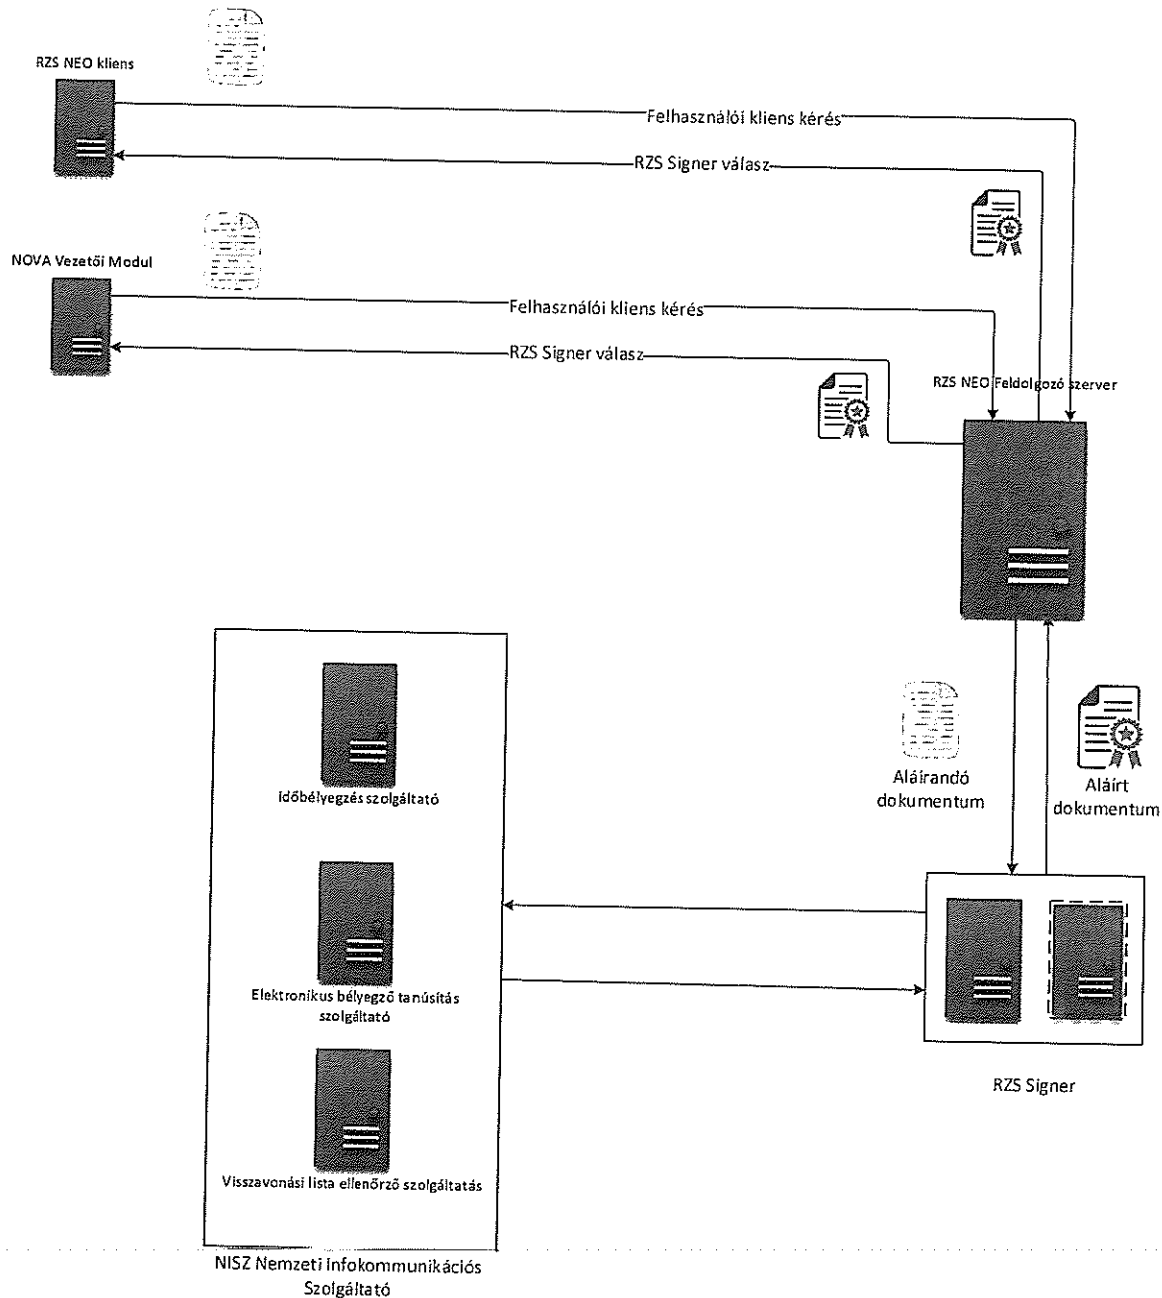 RZS NEO kliens
Felhasználói kliens kérés
RZS Signer válasz
NOVA Vezetői Modul
Felhasználói kliens kérés
RZS Signer válasz
RZS NEO Feldolgozó szerver
Aláírandó
dokumentum
Aláírt
dokumentum
Időbélyegzés szolgáltató
Elektronikus bélyegző tanúsítás
szolgáltató
Visszavonási lista ellenőrző szolgáltatás
RZS Signer
NISZ Nemzeti Infokommunikációs
Szolgáltató